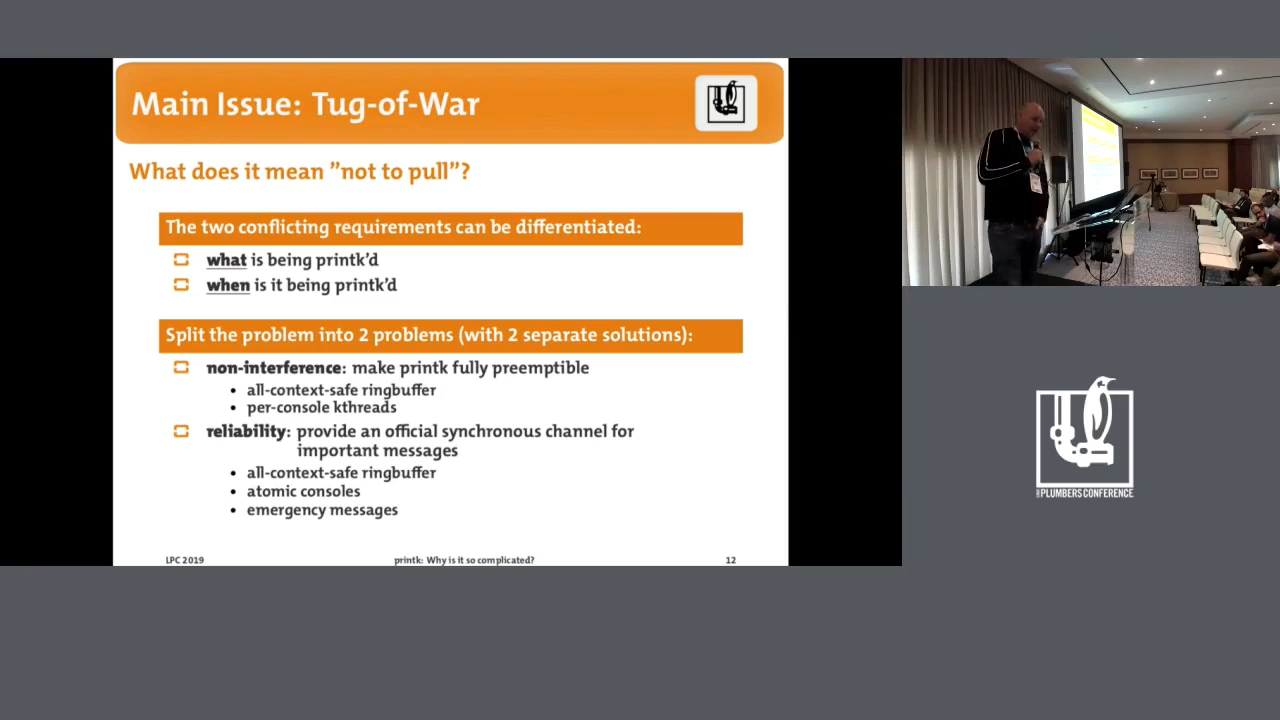 Main Issue: Tug-of-War
What does it mean ”not to pull”?
The two conflicting requirements can be differentiated:
what is being printk’d
when is it being printk’d
Split the problem into 2 problems (with 2 separate solutions):
non-interference: make printk fully preemptible
• all-context-safe ringbuffer
• per-console kthreads
reliability: provide an official synchronous channel for
important messages
• all-context-safe ringbuffer
• atomic consoles
• emergency messages
LPC 2019 printk: Why is it so complicated? 12
PLUMBERS CONFERENCE